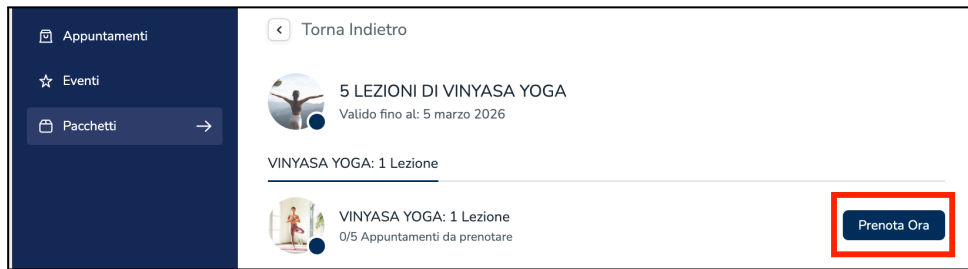 Appuntamenti
Eventi
Pacchetti
Torna Indietro
5 LEZIONI DI VINYASA YOGA
Valido fino al: 5 marzo 2026
VINYASA YOGA: 1 Lezione
VINYASA YOGA: 1 Lezione
0/5 Appuntamenti da prenotare
Prenota Ora